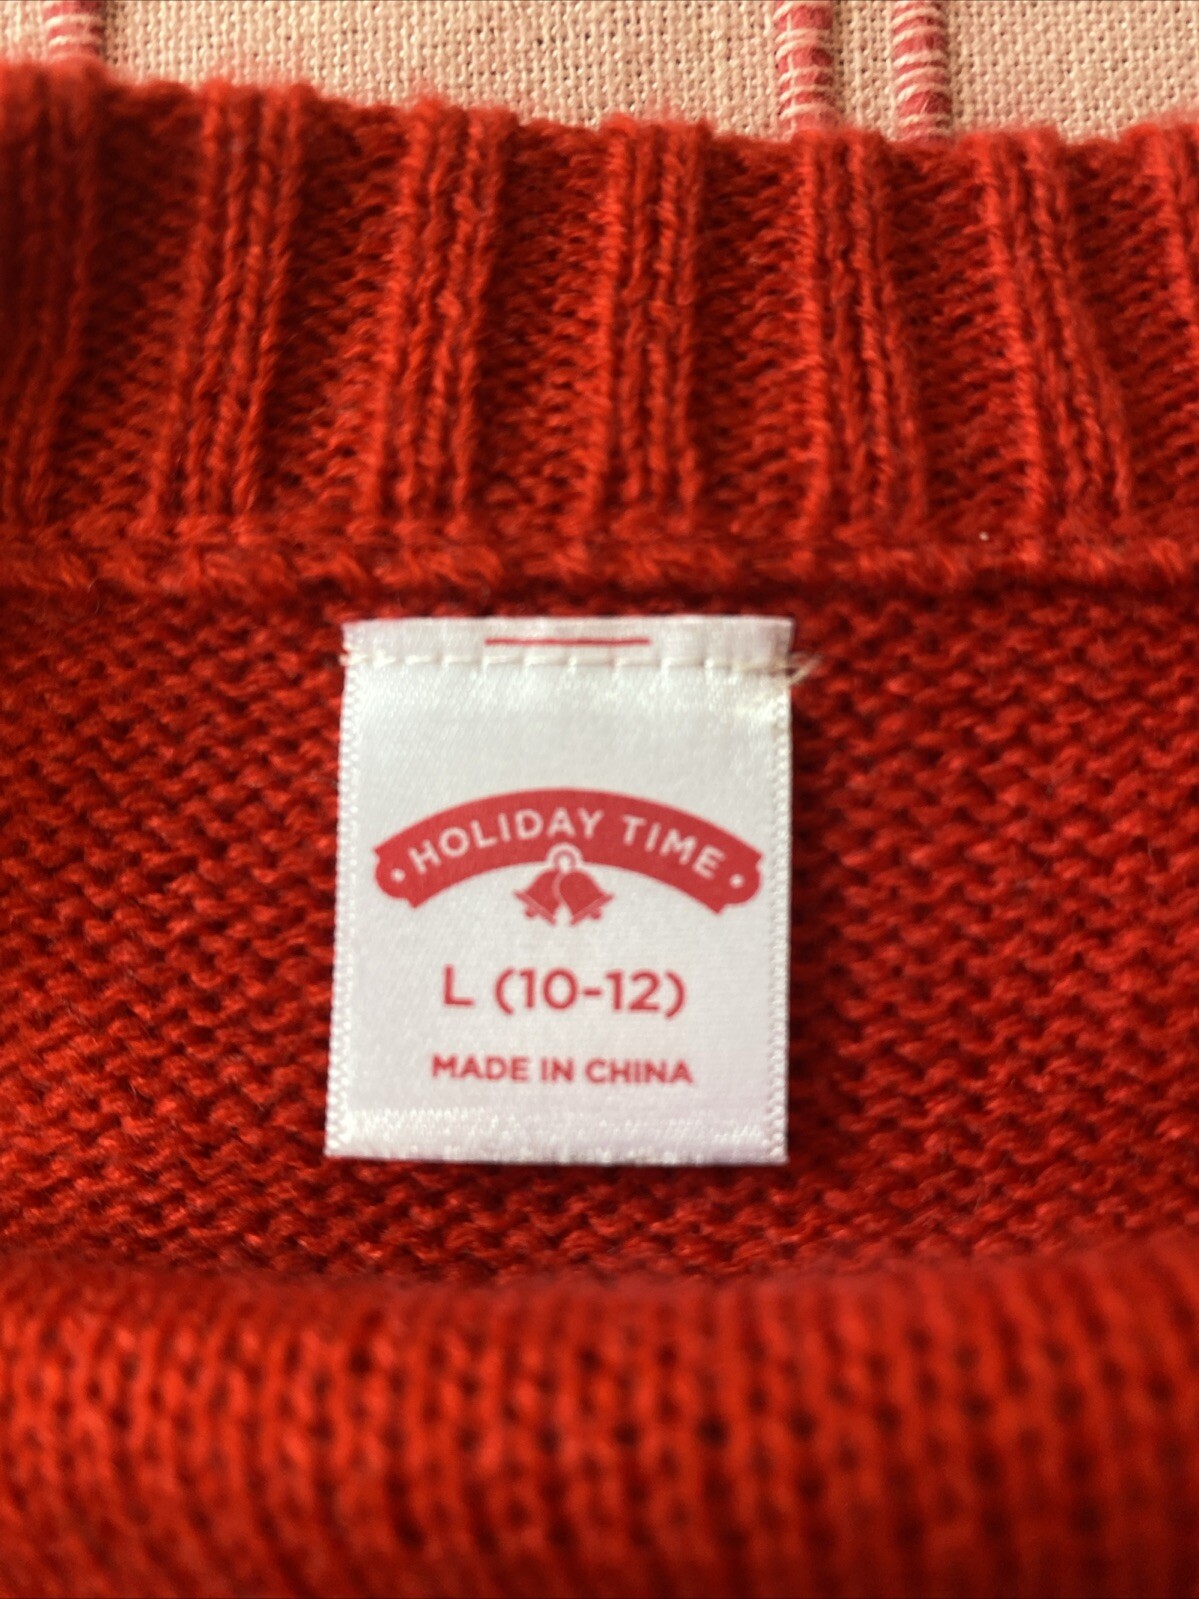 HOLIDAY TIME
L (10-12)
MADE IN CHINA